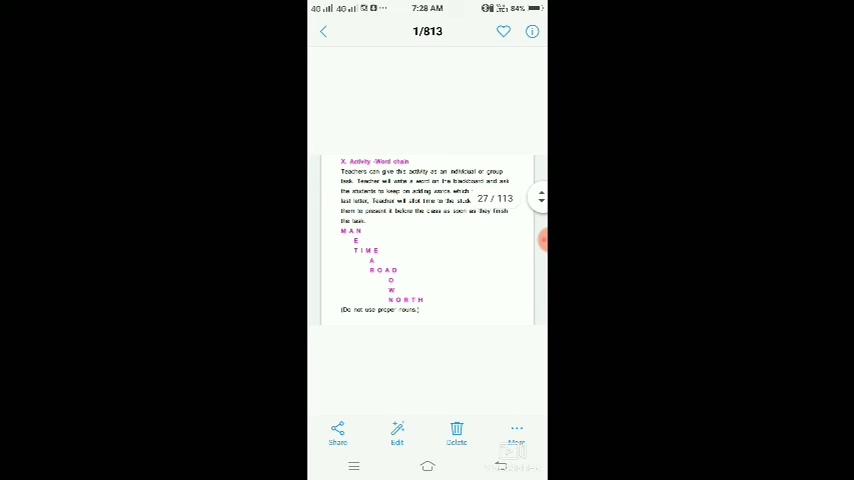 4G 4G 7:28 AM 84%
1/813
X. Activity -Word chain
Teachers can give this activity as an individual or group
task. Teacher will write a word on the blackboard and ask
the students to keep on adding words which
last letter, Teacher will allot time to the stude
27 / 113
them to present it before the class as soon as they finish
the task.
M A N
E
T I M E
A
R O A D
O
W
N O R T H
(Do not use proper nouns.)
Share Edit Delete More